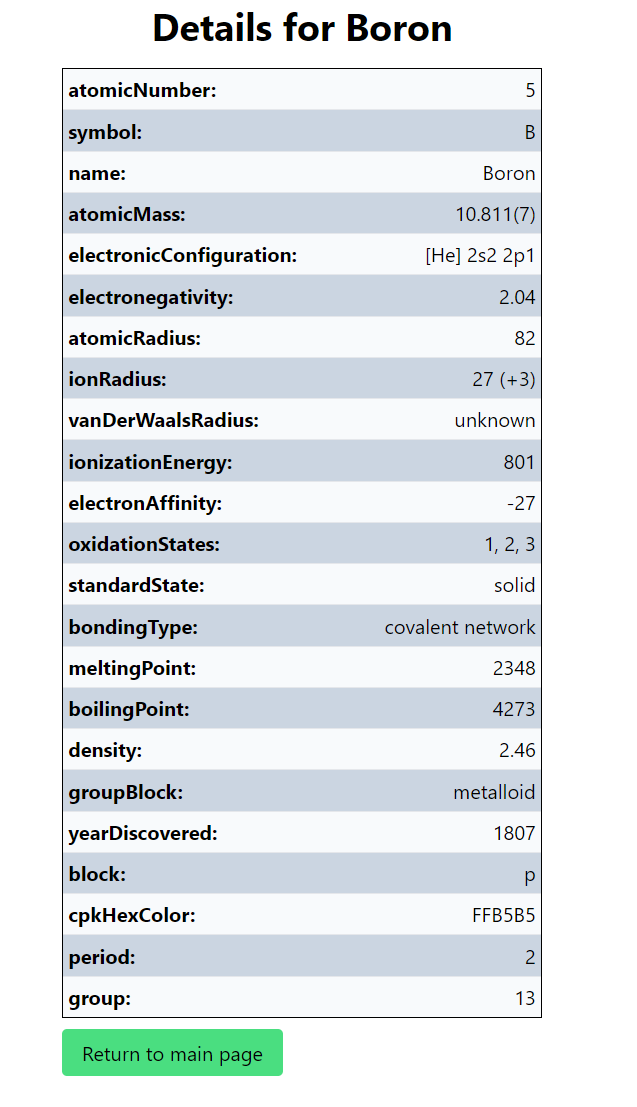 Details for Boron
atomicNumber: 5
symbol: B
name: Boron
atomicMass: 10.811(7)
electronicConfiguration: [He] 2s2 2p1
electronegativity: 2.04
atomicRadius: 82
ionRadius: 27 (+3)
vanDerWaalsRadius: unknown
ionizationEnergy: 801
electronAffinity: -27
oxidationStates: 1, 2, 3
standardState: solid
bondingType: covalent network
meltingPoint: 2348
boilingPoint: 4273
density: 2.46
groupBlock: metalloid
yearDiscovered: 1807
block: p
cpkHexColor: FFB5B5
period: 2
group: 13
Return to main page